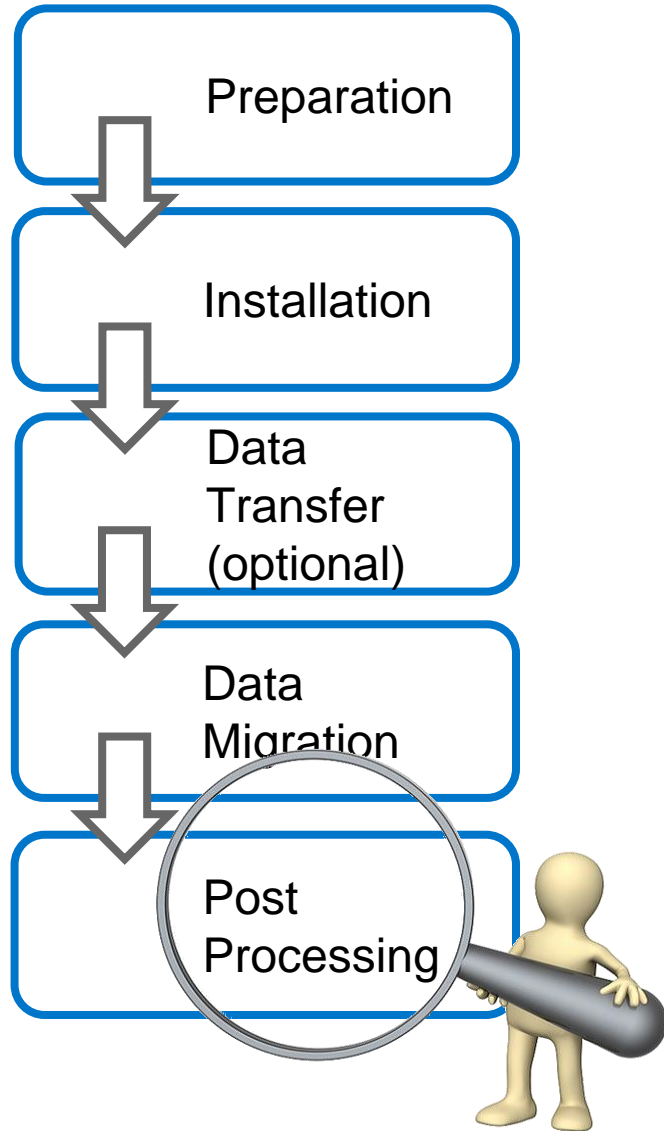 Preparation
Installation
Data
Transfer
(optional)
Data
Migration
Post
Processing